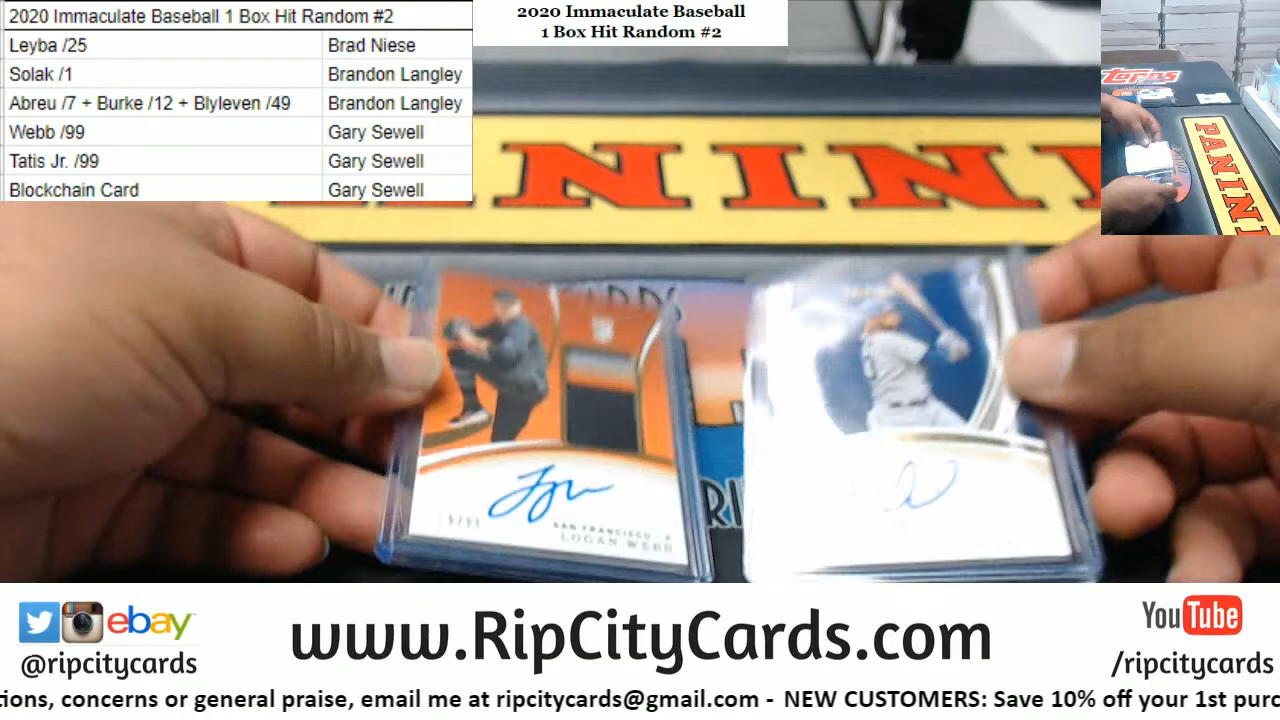 2020 Immaculate Baseball 1 Box Hit Random #2
Leyba /25 Brad Niese
Solak /1 Brandon Langley
Abreu /7 + Burke /12 + Blyleven /49 Brandon Langley
Webb /99 Gary Sewell
Tatis Jr. /99 Gary Sewell
Blockchain Card Gary Sewell
2020 Immaculate Baseball
1 Box Hit Random #2
topps
PANINI
SAN FRANCISCO
LOGAN WEBB
ebay
@ripcitycards
www.RipCityCards.com
YouTube
/ripcitycards
tions, concerns or general praise, email me at ripcitycards@gmail.com - NEW CUSTOMERS: Save 10% off your 1st purc